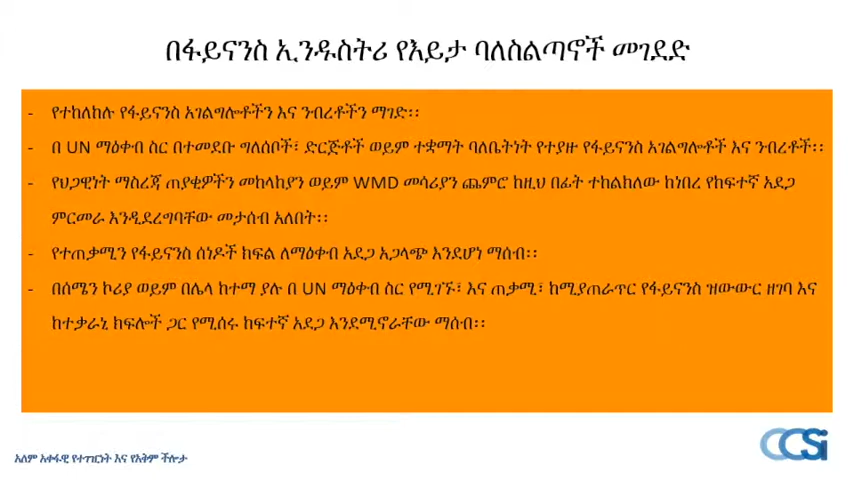 በፋይናንስ ኢንዱስትሪ የእይታ ባለስልጣኖች መገደድ
- የተከለከሉ የፋይናንስ አገልግሎቶችን እና ንብረቶችን ማገድ፡፡
- በ UN ማዕቀብ ስር በተመደቡ ግለሰቦች፣ ድርጅቶች ወይም ተቋማት ባለቤትነት የተያዙ የፋይናንስ አገልግሎቶች እና ንብረቶች፡፡
- የህጋዊነት ማስረጃ ጠያቂዎችን መከላከያን ወይም WMD መሳሪያን ጨምሮ ከዚህ በፊት ተከልክለው ከነበረ የከፍተኛ አደጋ
ምርመራ እንዲደረግባቸው መታሰብ አለበት፡፡
- የተጠቃሚን የፋይናንስ ሰነዶች ክፍል ለማዕቀብ አደጋ አጋላጭ እንደሆነ ማሰብ፡፡
- በሰሜን ኮሪያ ወይም በሌላ ከተማ ያሉ በ UN ማዕቀብ ስር የሚገኙ፣ እና ጠቃሚ፣ ከሚያጠራጥር የፋይናንስ ዝውውር ዘገባ እና
ከተቃራኒ ክፍሎች ጋር የሚሰሩ ከፍተኛ አደጋ እንደሚኖራቸው ማሰብ፡፡
CCSi
አለም አቀፋዊ የተገዢነት እና የአቅም ችሎታ